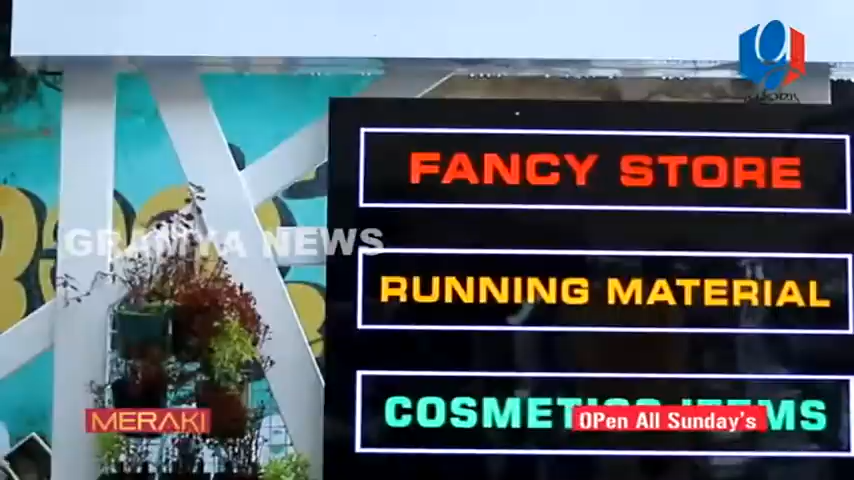 FANCY STORE
GRAMYA NEWS
RUNNING MATERIAL
COSMETICS ITEMS
MERAKI
OPen All Sunday's